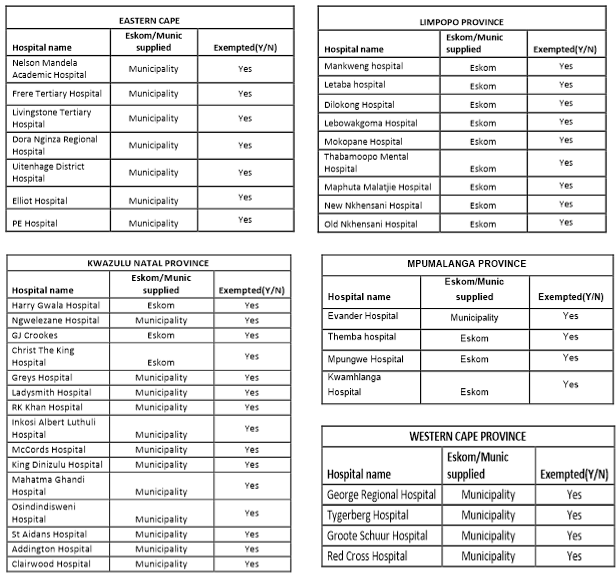 EASTERN CAPE
Hospital name Eskom/Munic supplied Exempted(Y/N)
Nelson Mandela Academic Hospital Municipality Yes
Frere Tertiary Hospital Municipality Yes
Livingstone Tertiary Hospital Municipality Yes
Dora Nginza Regional Hospital Municipality Yes
Uitenhage District Hospital Municipality Yes
Elliot Hospital Municipality Yes
PE Hospital Municipality Yes
LIMPOPO PROVINCE
Hospital name Eskom/Munic supplied Exempted(Y/N)
Mankweng hospital Eskom Yes
Letaba hospital Eskom Yes
Dilokong Hospital Eskom Yes
Lebowakgoma Hospital Eskom Yes
Mokopane Hospital Eskom Yes
Thabamoopo Mental Hospital Eskom Yes
Maphuta Malatjie Hospital Eskom Yes
New Nkhensani Hospital Eskom Yes
Old Nkhensani Hospital Eskom Yes
KWAZULU NATAL PROVINCE
Hospital name Eskom/Munic supplied Exempted(Y/N)
Harry Gwala Hospital Eskom Yes
Ngwelezane Hospital Municipality Yes
GJ Crookes Eskom Yes
Christ The King Hospital Eskom Yes
Greys Hospital Municipality Yes
Ladysmith Hospital Municipality Yes
RK Khan Hospital Municipality Yes
Inkosi Albert Luthuli Hospital Municipality Yes
McCords Hospital Municipality Yes
King Dinizulu Hospital Municipality Yes
Mahatma Ghandi Hospital Municipality Yes
Osindindisweni Hospital Municipality Yes
St Aidans Hospital Municipality Yes
Addington Hospital Municipality Yes
Clairwood Hospital Municipality Yes
MPUMALANGA PROVINCE
Hospital name Eskom/Munic supplied Exempted(Y/N)
Evander Hospital Municipality Yes
Themba hospital Eskom Yes
Mpungwe Hospital Eskom Yes
Kwamhlanga Hospital Eskom Yes
WESTERN CAPE PROVINCE
Hospital name Eskom/Munic supplied Exempted(Y/N)
George Regional Hospital Municipality Yes
Tygerberg Hospital Municipality Yes
Groote Schuur Hospital Municipality Yes
Red Cross Hospital Municipality Yes